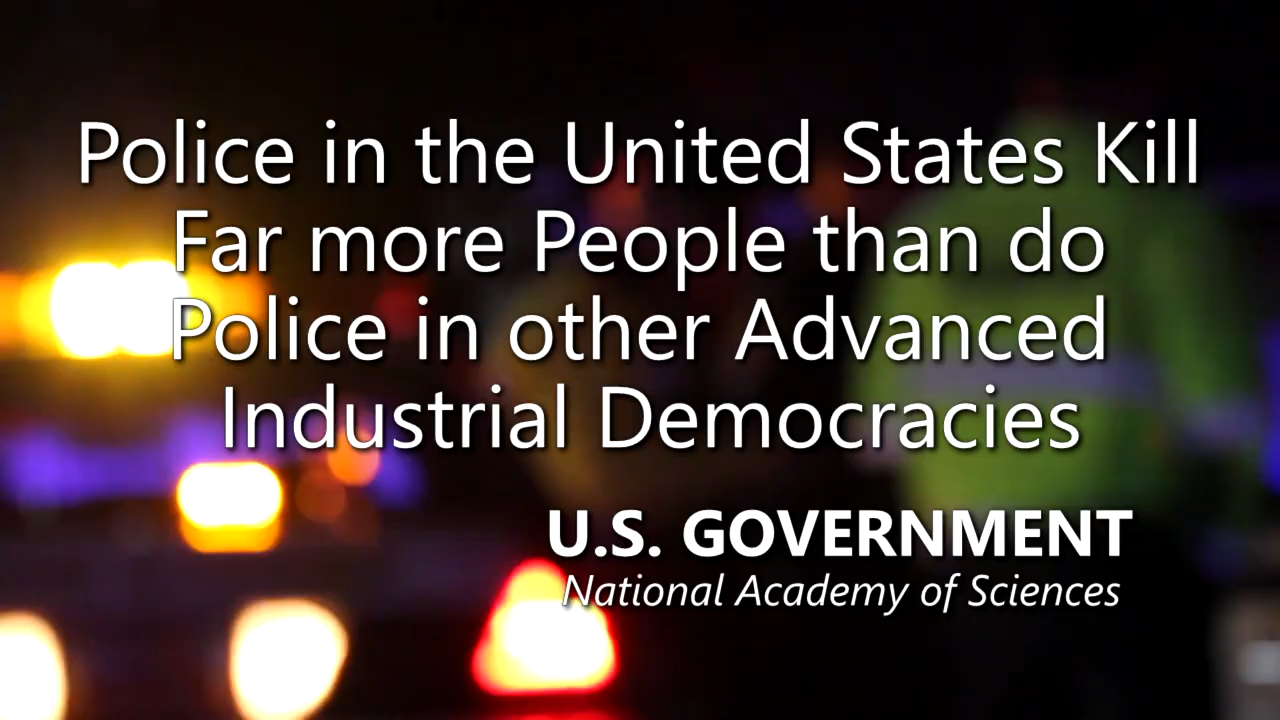 Police in the United States Kill
Far more People than do
Police in other Advanced
Industrial Democracies
U.S. GOVERNMENT
National Academy of Sciences